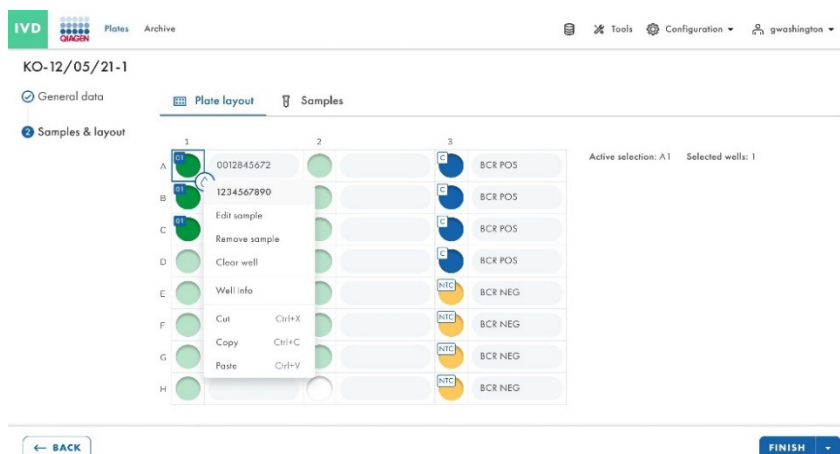 IVD QIAGEN Plates Archive Tools Configuration gwashington
KO-12/05/21-1
General data
Plate layout Samples
2 Samples & layout
1 2 3
Active selection: A1 Selected wells: 1
A 01 0012845672 C BCR POS
B 01 1234567890 C BCR POS
Edit sample
C 01 C BCR POS
Remove sample
D Clear well C BCR POS
E Well info NTC BCR NEG
F Cut Ctrl+X NTC BCR NEG
Copy Ctrl+C
G NTC BCR NEG
Paste Ctrl+V
H NTC BCR NEG
← BACK FINISH